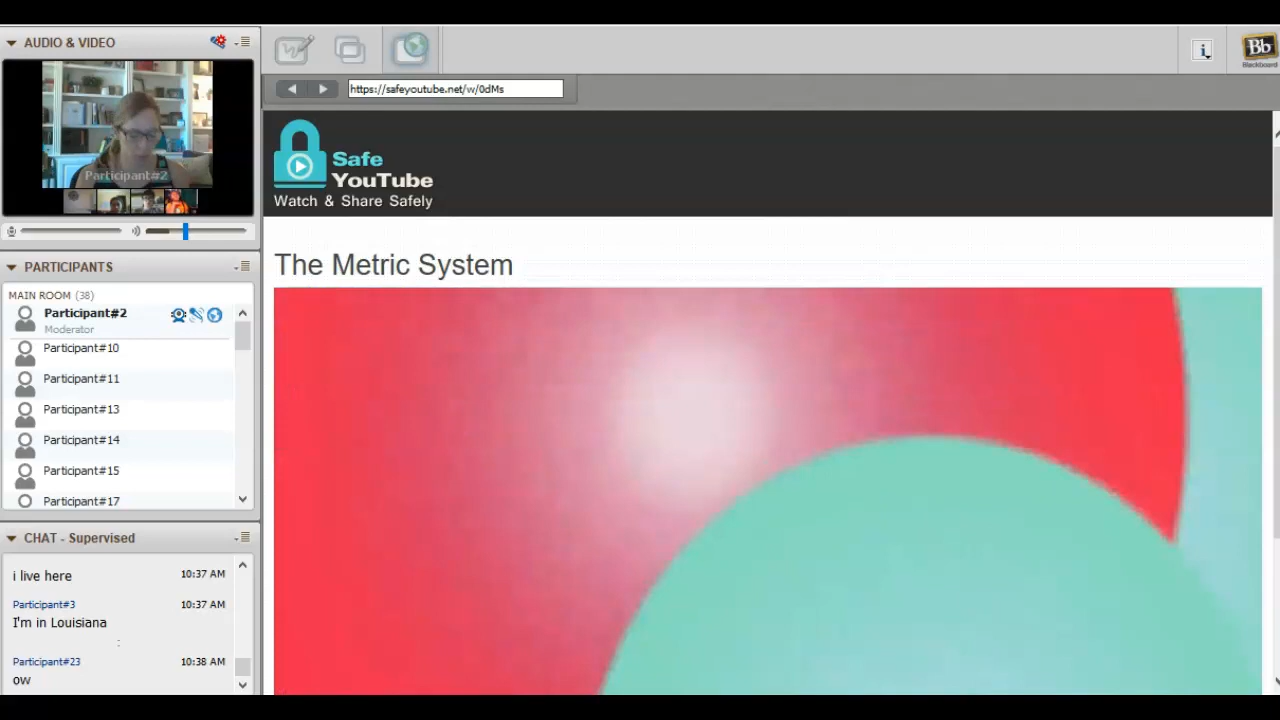 AUDIO & VIDEO
Participant#2
PARTICIPANTS
MAIN ROOM (38)
Participant#2
Moderator
Participant#10
Participant#11
Participant#13
Participant#14
Participant#15
Participant#17
CHAT - Supervised
i live here 10:37 AM
Participant#3 10:37 AM
I'm in Louisiana
:
Participant#23 10:38 AM
ow
i
Bb
Blackboard
https://safeyoutube.net/w/0dMs
Safe
YouTube
Watch & Share Safely
The Metric System